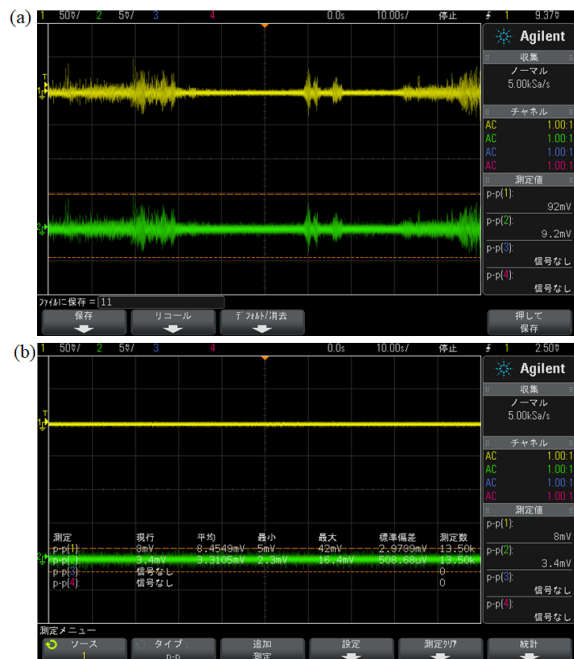 (a)
1 50▽/ 2 5▽/ 3 4 0.0s 10.00s/ 停止 1 9.37▽
Agilent
収集
ノーマル
5.00kSa/s
チャネル
AC 1.00:1
AC 1.00:1
AC 1.00:1
AC 1.00:1
測定値
p-p(1):
92mV
p-p(2):
9.2mV
p-p(3):
信号なし
p-p(4):
信号なし
ファイルに保存 = 11
保存 リコール デフォルト/消去 押して
保存
(b)
1 50▽/ 2 5▽/ 3 4 0.0s 10.00s/ 停止 1 2.50▽
Agilent
収集
ノーマル
5.00kSa/s
チャネル
AC 1.00:1
AC 1.00:1
AC 1.00:1
AC 1.00:1
測定値
p-p(1):
8mV
p-p(2):
3.4mV
p-p(3):
信号なし
p-p(4):
信号なし
測定 現行 平均 最小 最大 標準偏差 測定数
p-p(1): 8mV 8.4549mV 5mV 42mV 2.9789mV 13.50k
p-p(2): 3.4mV 3.3105mV 2.3mV 16.4mV 508.68uV 13.50k
p-p(3): 信号なし 0
p-p(4): 信号なし 0
測定メニュー
ソース タイプ: 追加 設定 測定クリア 統計
1 p-p 測定